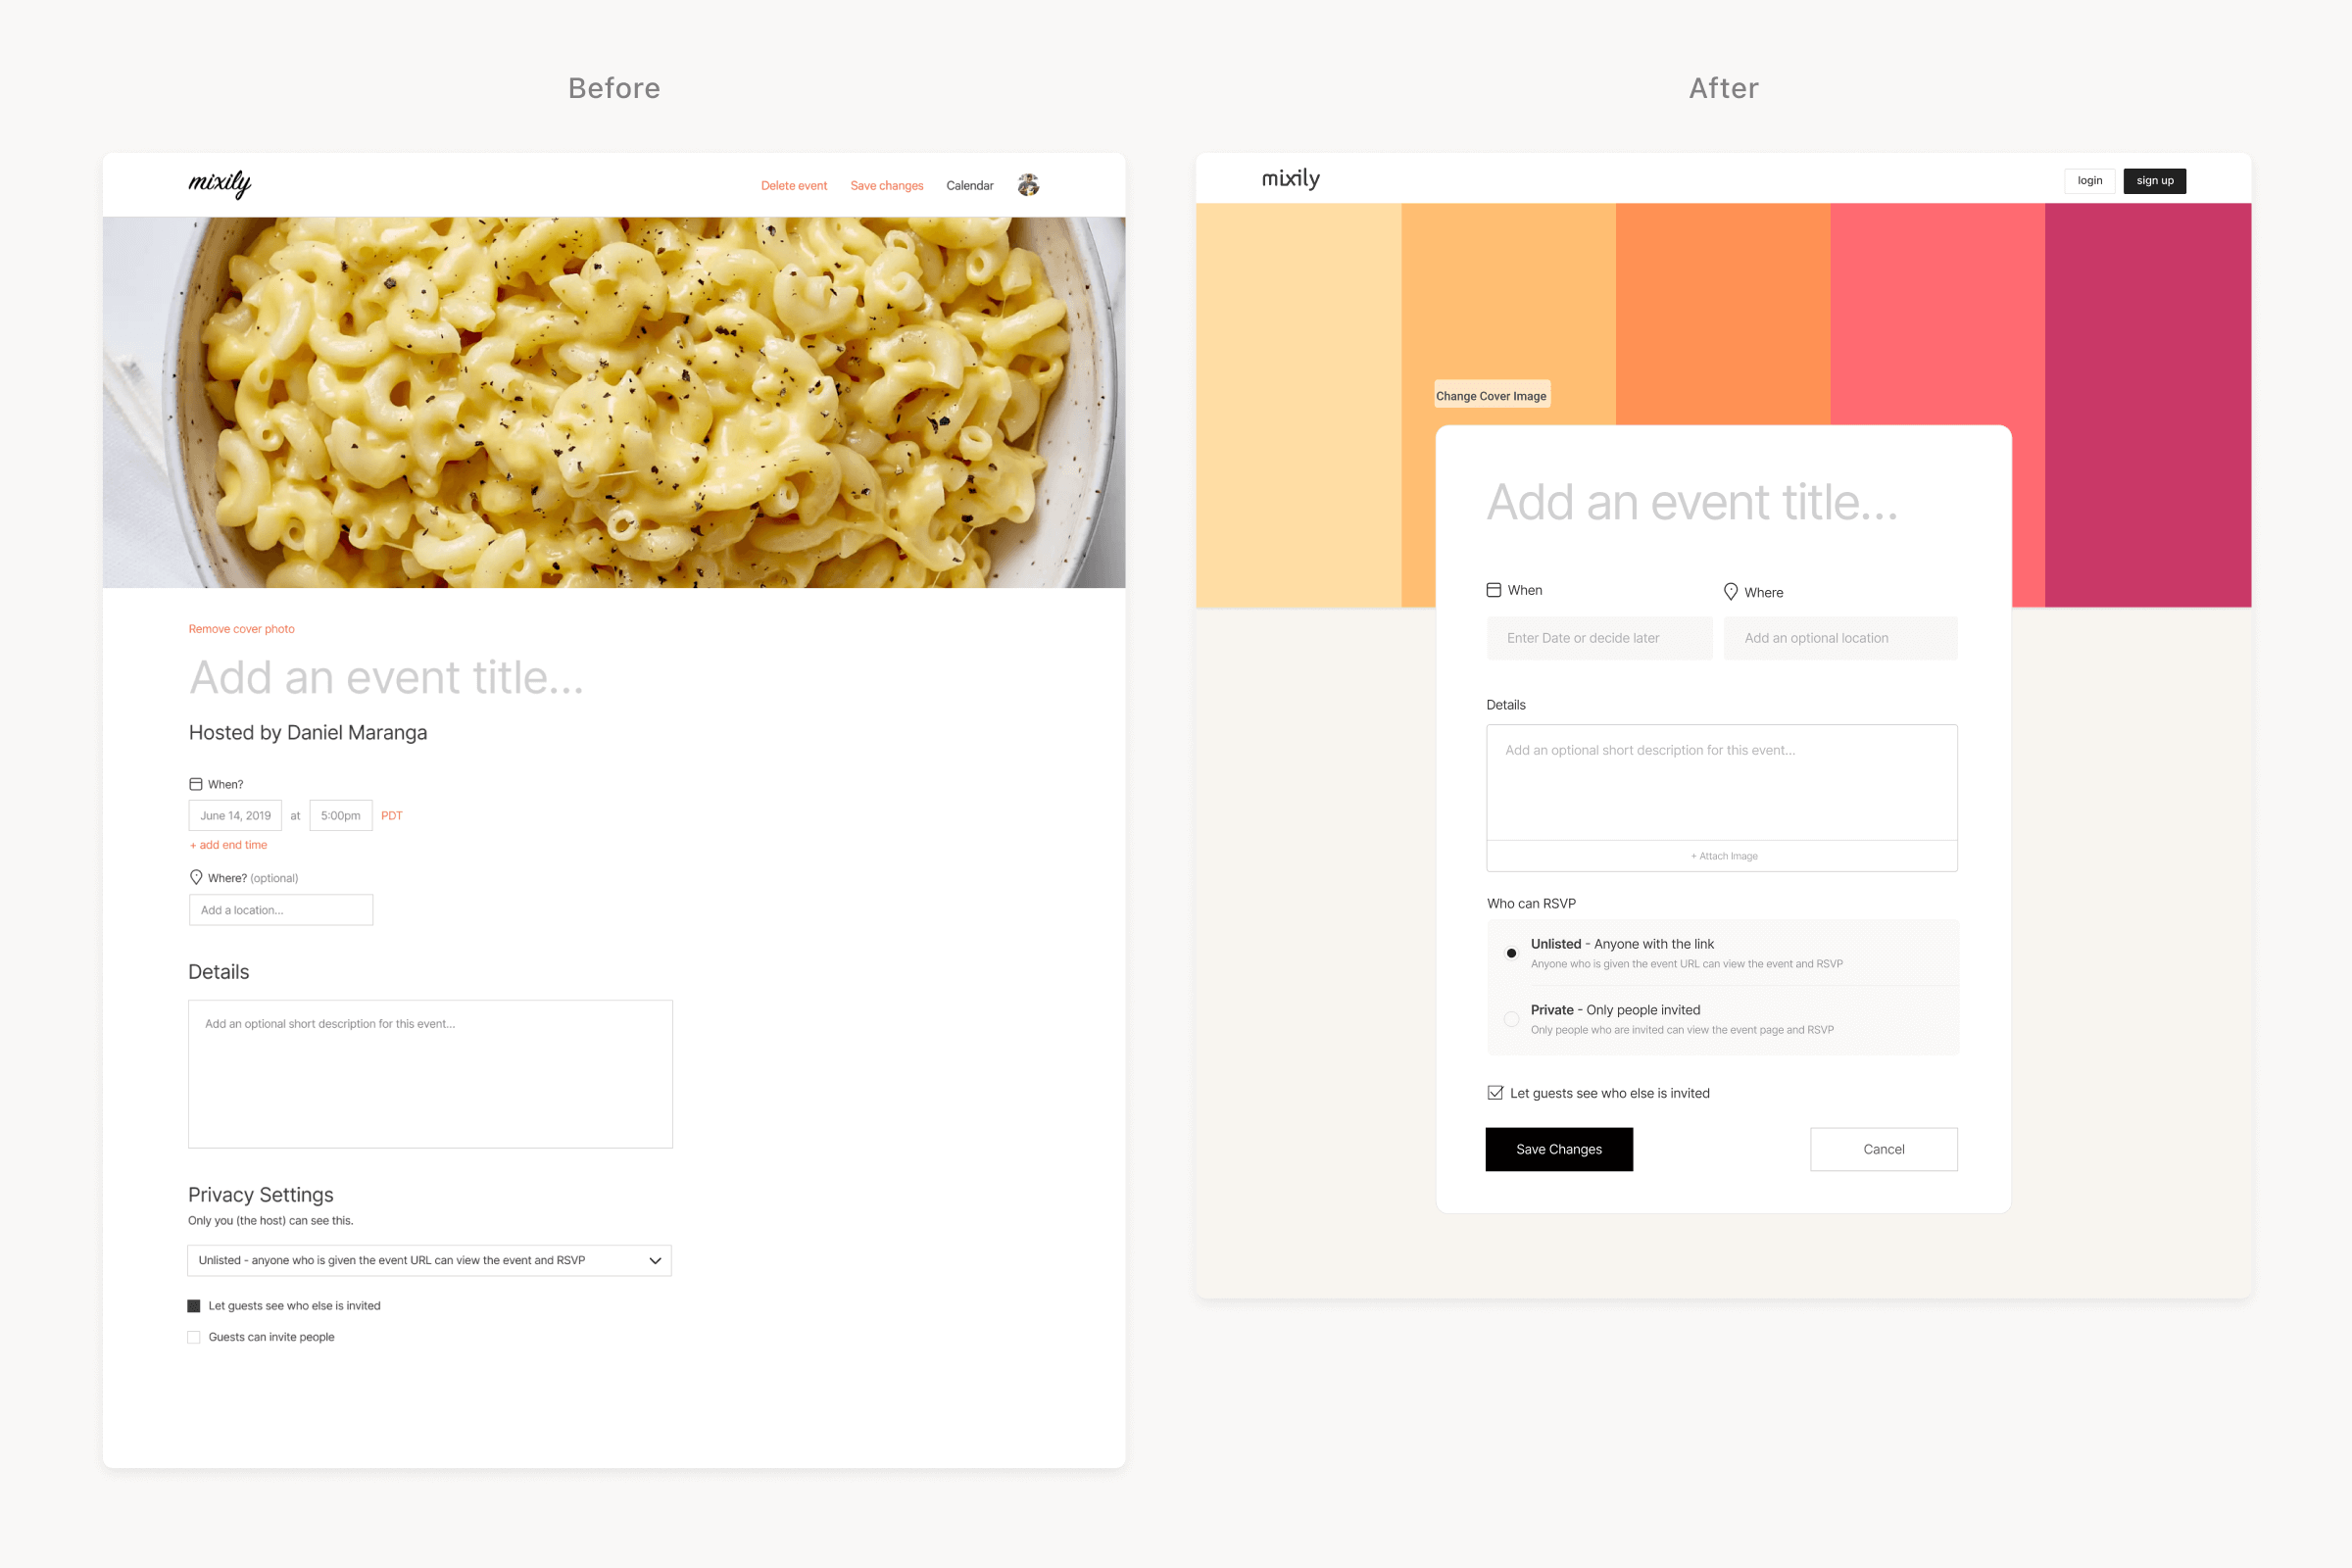 Before
mixily
Delete event Save changes Calendar
Remove cover photo
Add an event title...
Hosted by Daniel Maranga
When?
June 14, 2019 at 5:00pm PDT
+ add end time
Where? (optional)
Add a location...
Details
Add an optional short description for this event...
Privacy Settings
Only you (the host) can see this.
Unlisted - anyone who is given the event URL can view the event and RSVP
Let guests see who else is invited
Guests can invite people
After
mixily
login sign up
Change Cover Image
Add an event title...
When Where
Enter Date or decide later Add an optional location
Details
Add an optional short description for this event...
+ Attach Image
Who can RSVP
Unlisted - Anyone with the link
Anyone who is given the event URL can view the event and RSVP
Private - Only people invited
Only people who are invited can view the event page and RSVP
Let guests see who else is invited
Save Changes Cancel